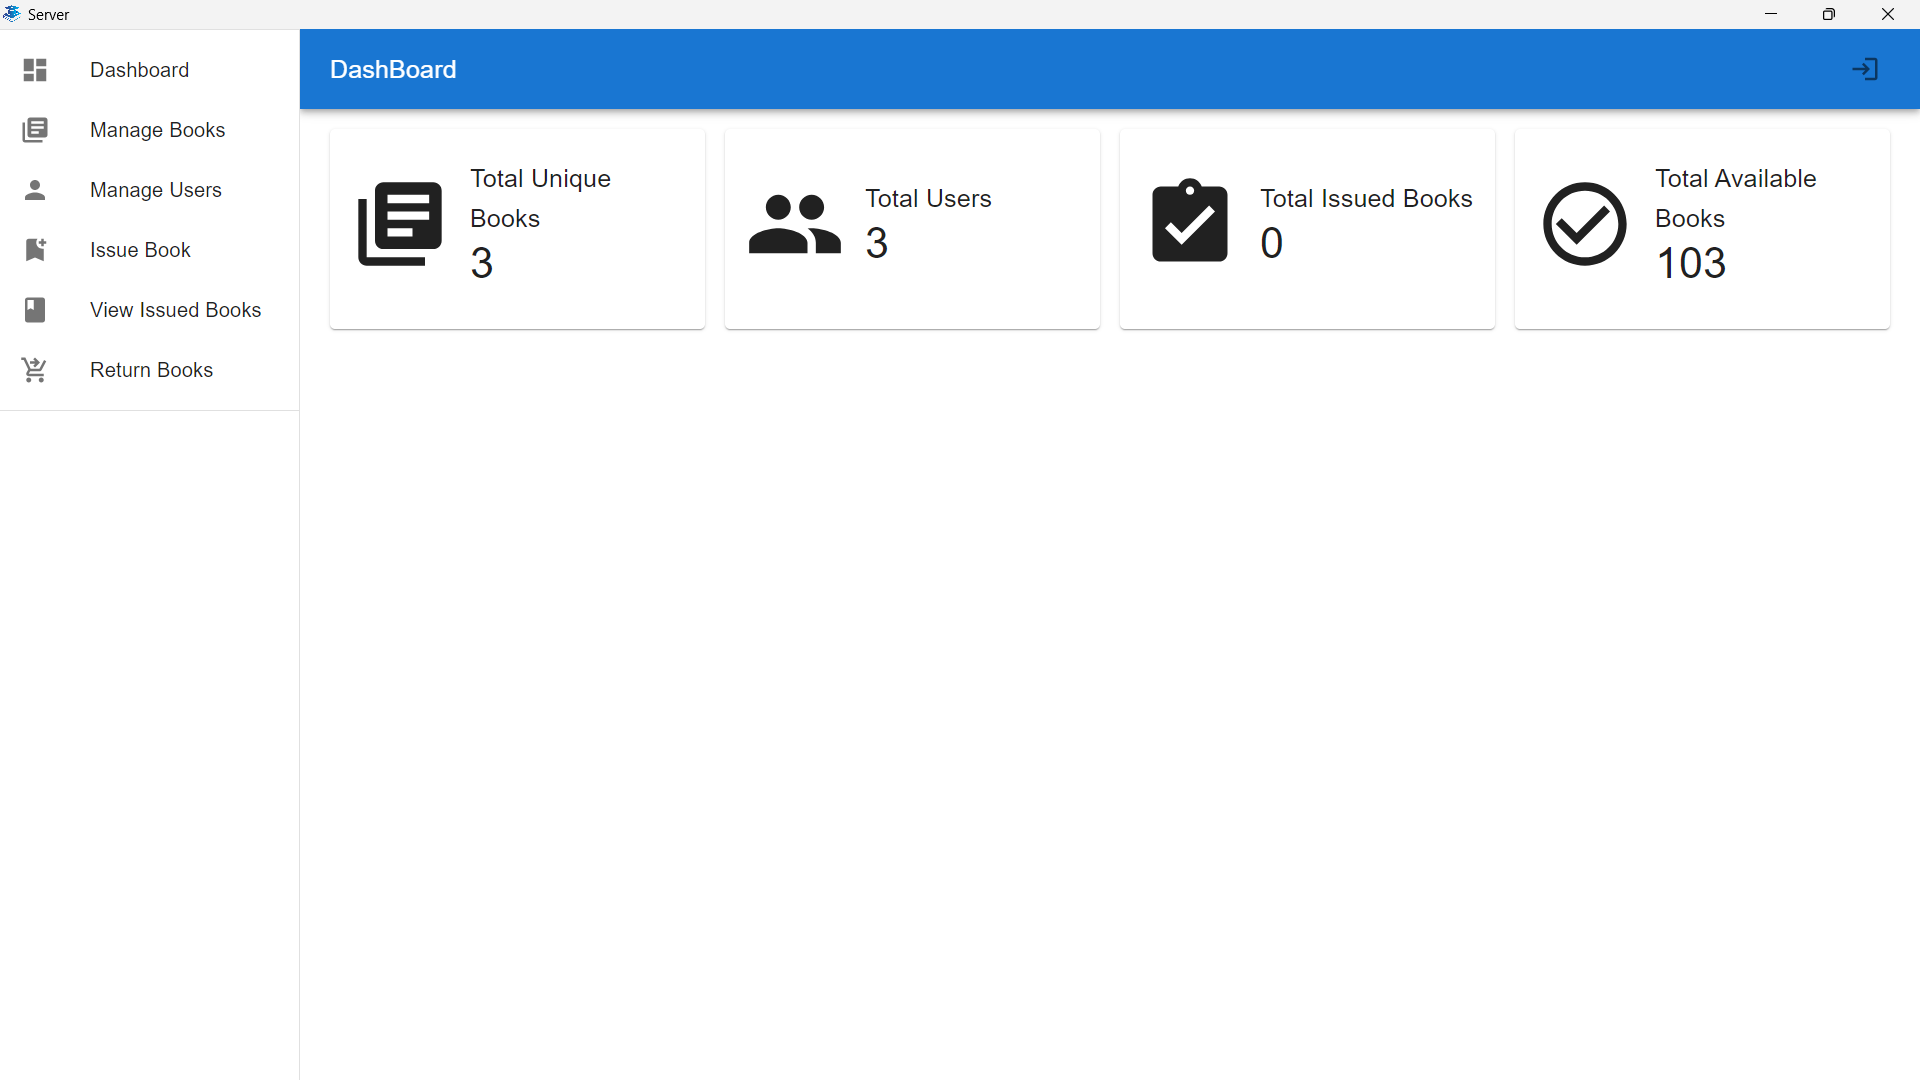 Server
Dashboard
Manage Books
Manage Users
Issue Book
View Issued Books
Return Books
DashBoard
Total Unique
Books
3
Total Users
3
Total Issued Books
0
Total Available
Books
103